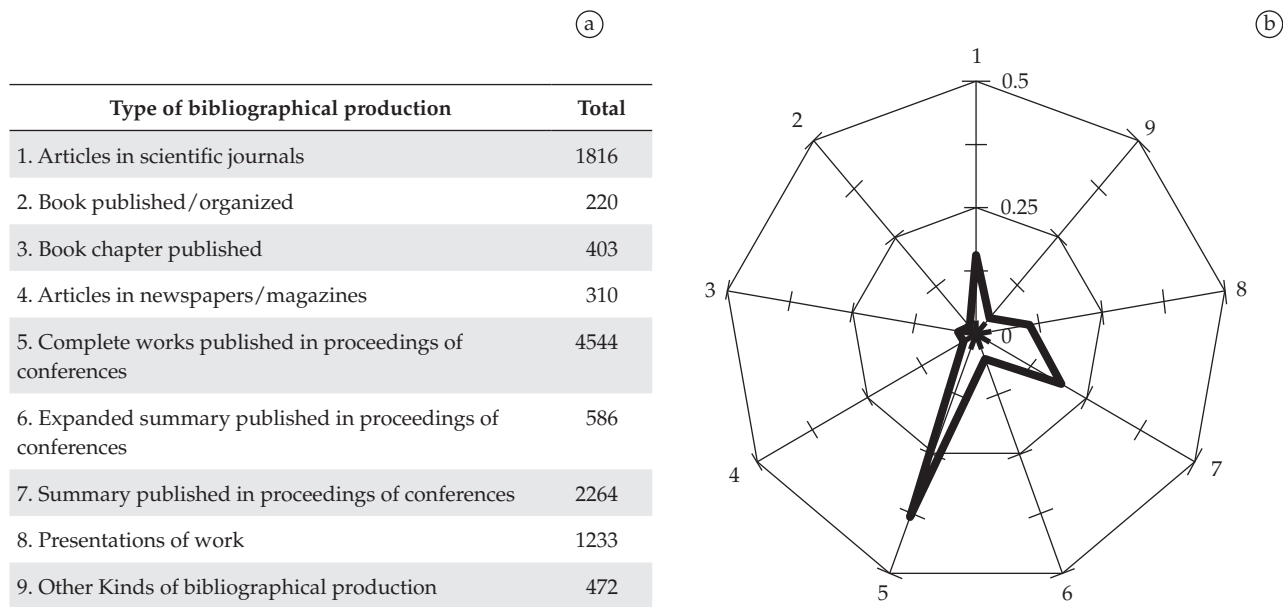 a
Type of bibliographical production Total
1. Articles in scientific journals 1816
2. Book published/organized 220
3. Book chapter published 403
4. Articles in newspapers/magazines 310
5. Complete works published in proceedings of 4544
conferences
6. Expanded summary published in proceedings of 586
conferences
7. Summary published in proceedings of conferences 2264
8. Presentations of work 1233
9. Other Kinds of bibliographical production 472
b
1
0.5
2
9
0.25
3
8
0
4
7
5
6